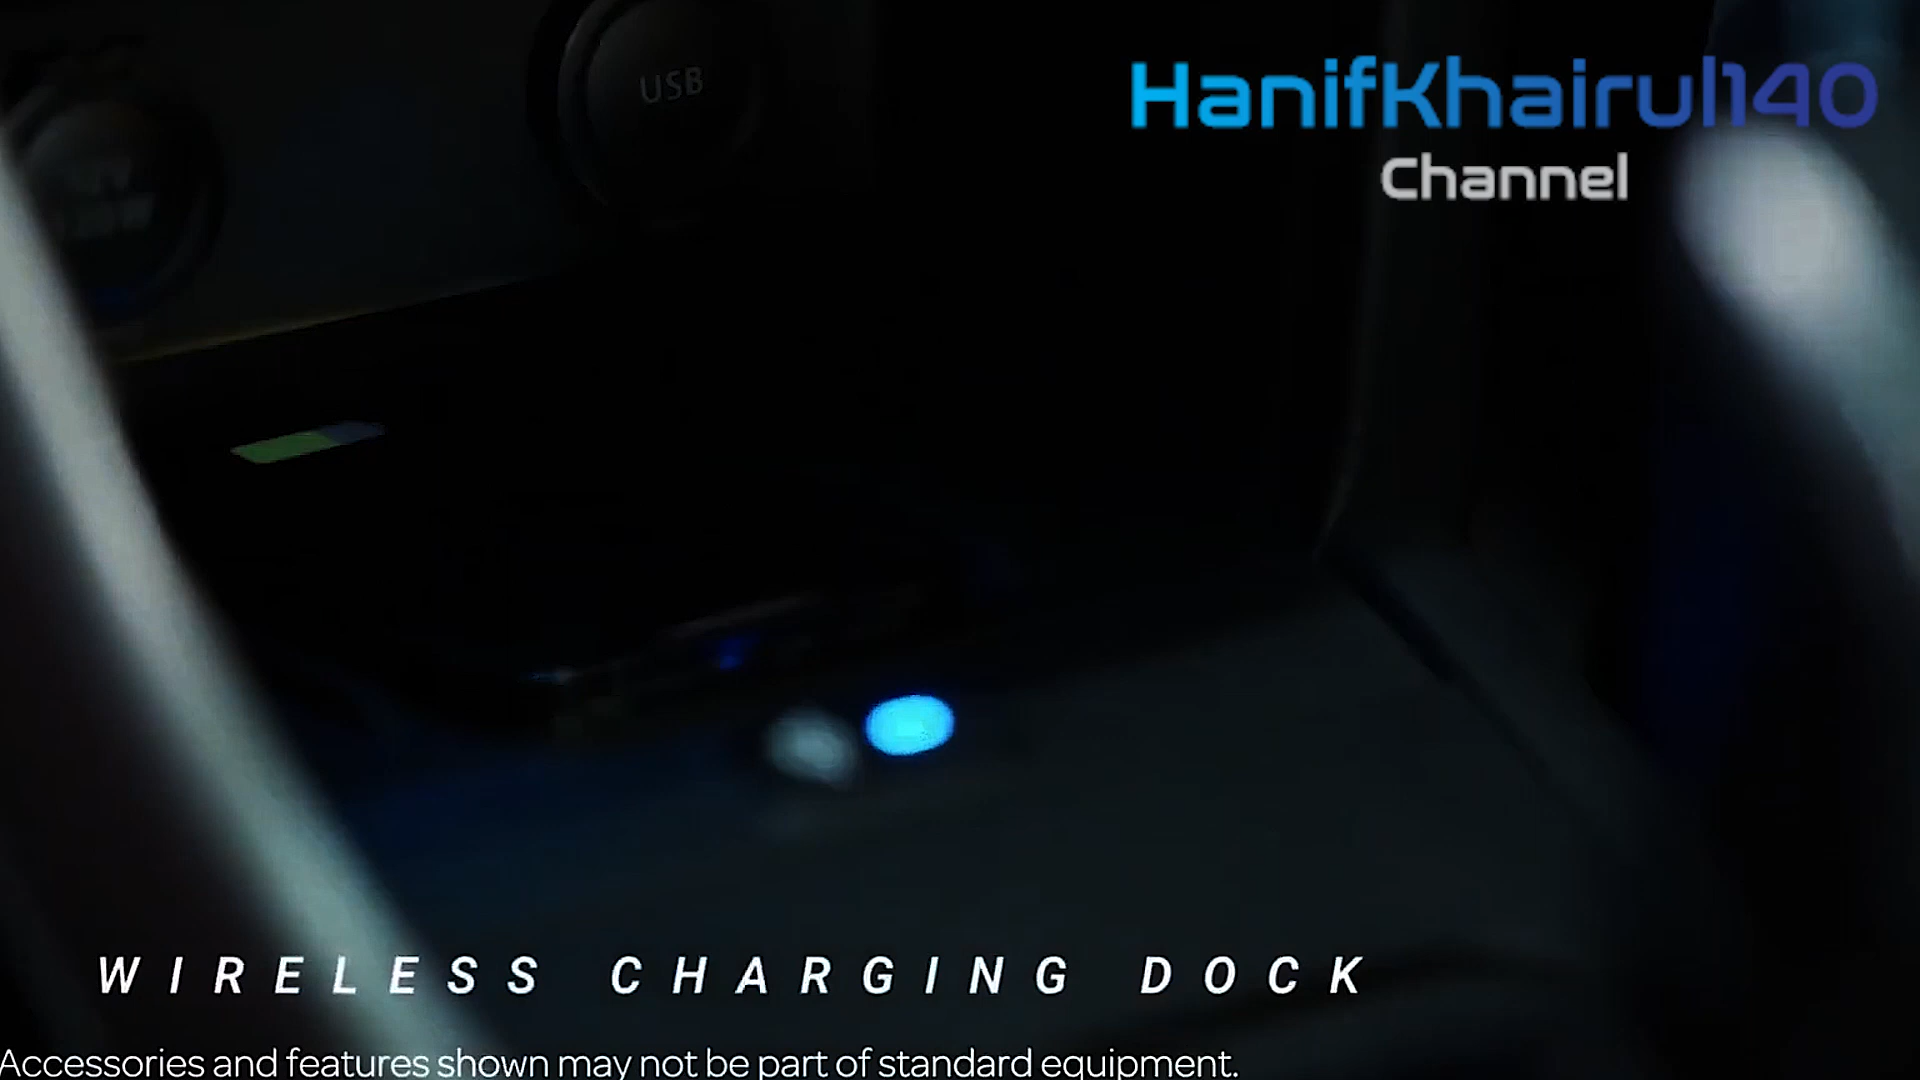 USB
HanifKhairul140
Channel
WIRELESS CHARGING DOCK
Accessories and features shown may not be part of standard equipment.